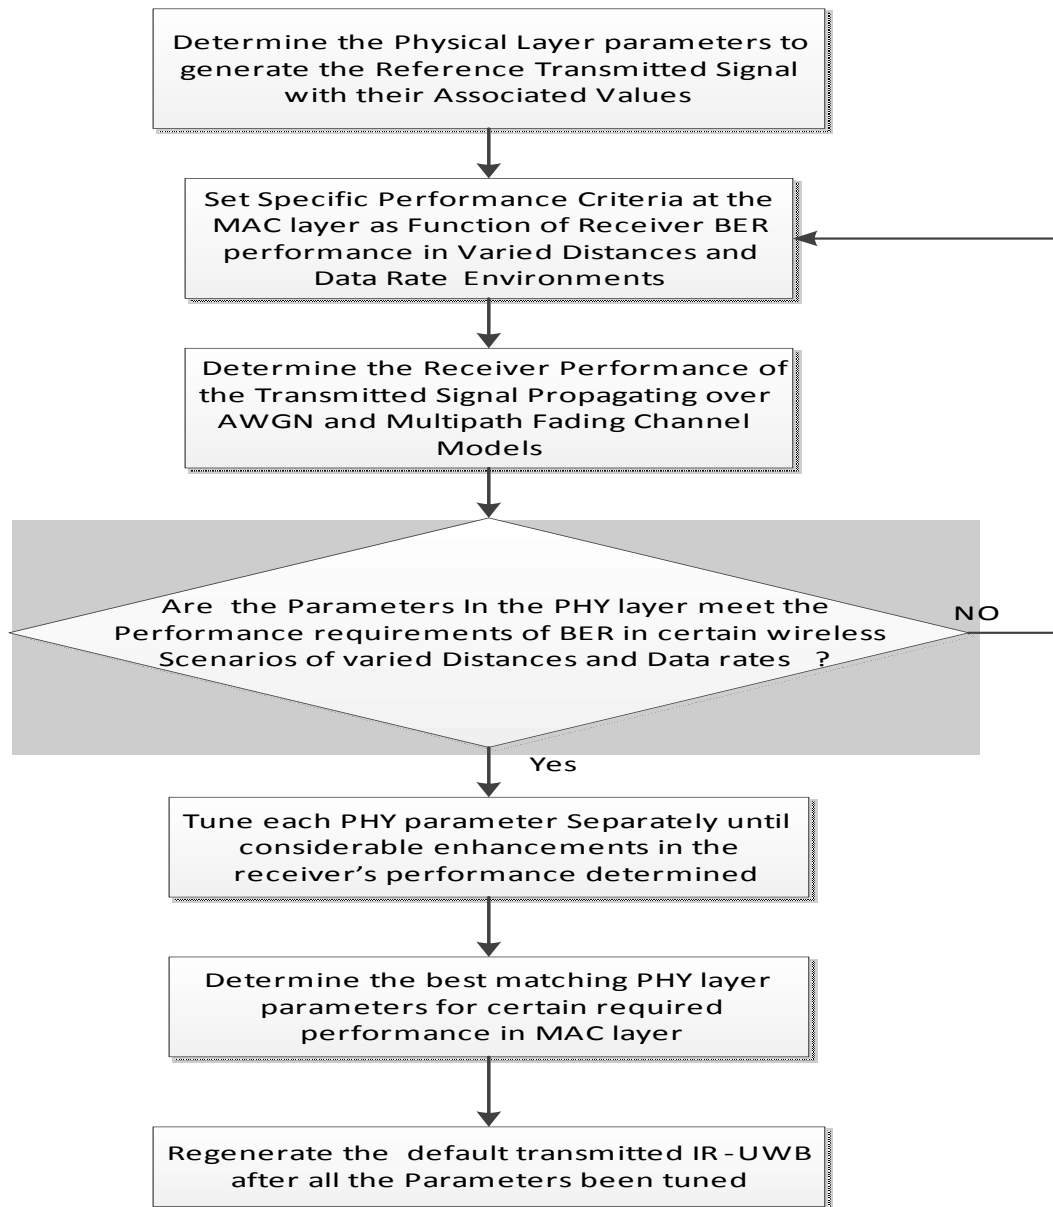 Determine the Physical Layer parameters to
generate the Reference Transmitted Signal
with their Associated Values
Set Specific Performance Criteria at the
MAC layer as Function of Receiver BER
performance in Varied Distances and
Data Rate Environments
Determine the Receiver Performance of
the Transmitted Signal Propagating over
AWGN and Multipath Fading Channel
Models
Are the Parameters In the PHY layer meet the
Performance requirements of BER in certain wireless
Scenarios of varied Distances and Data rates ?
NO
Yes
Tune each PHY parameter Separately until
considerable enhancements in the
receiver’s performance determined
Determine the best matching PHY layer
parameters for certain required
performance in MAC layer
Regenerate the default transmitted IR-UWB
after all the Parameters been tuned